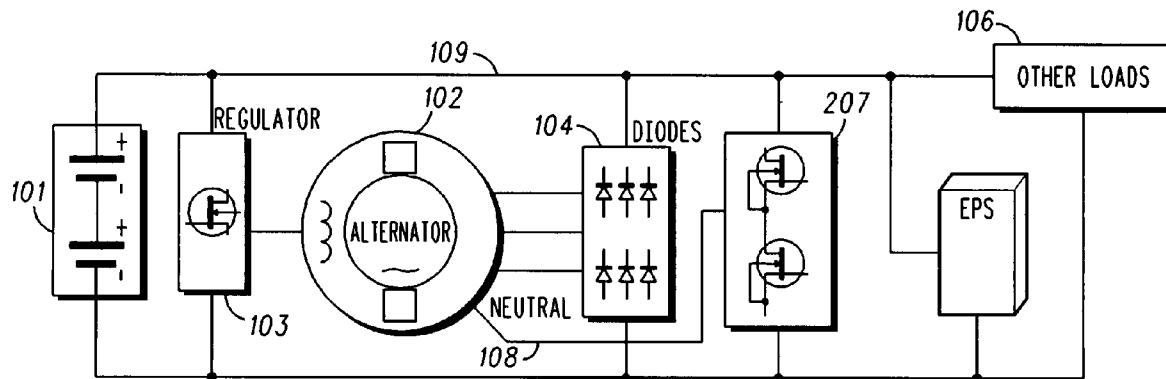 106
109
OTHER LOADS
102
207
REGULATOR
104
DIODES
+
-
+
-
101
ALTERNATOR
EPS
NEUTRAL
103
108